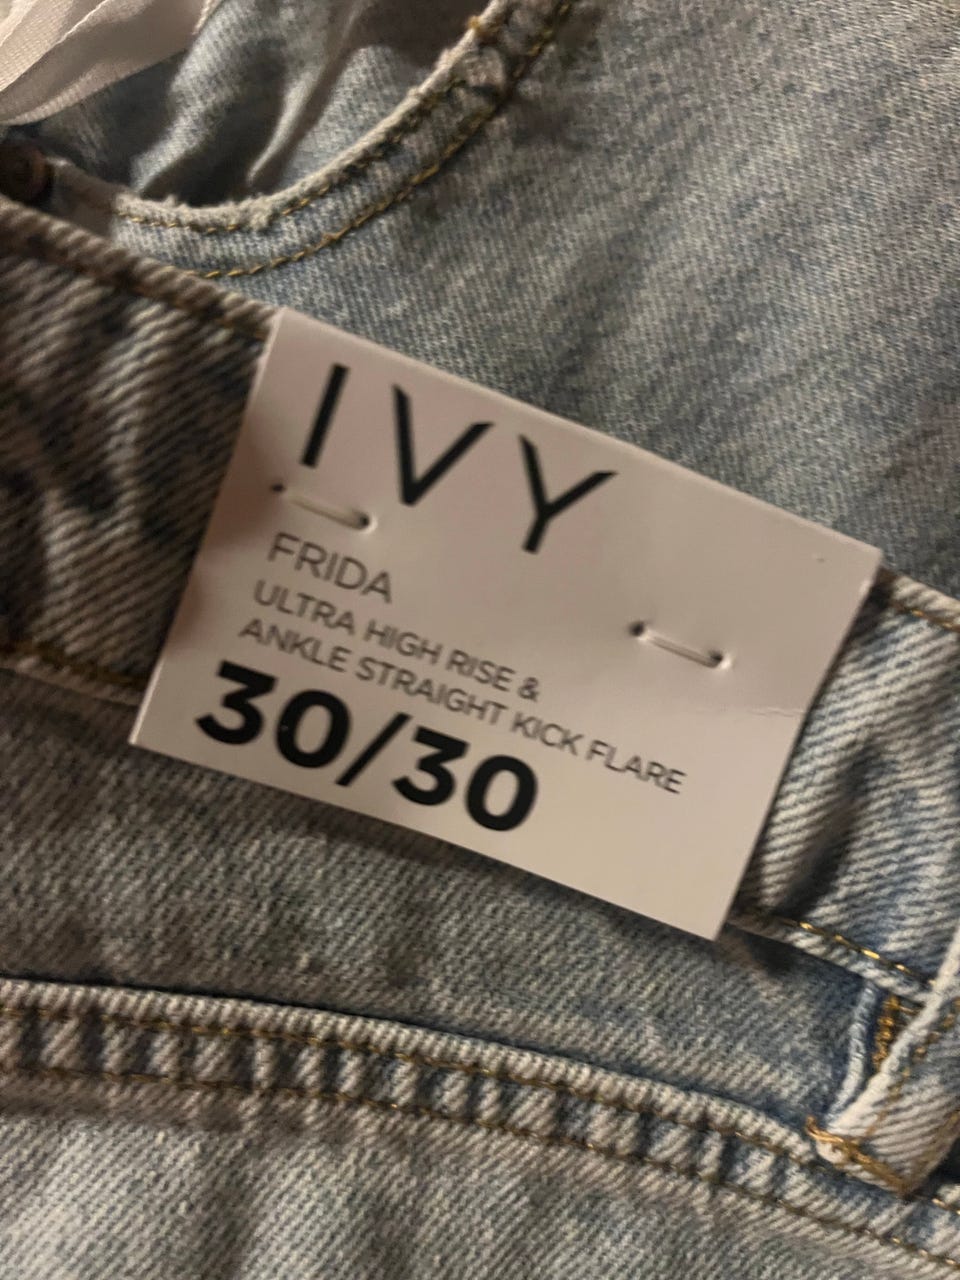 IVY
FRIDA
ULTRA HIGH RISE &
ANKLE STRAIGHT KICK FLARE
30/30